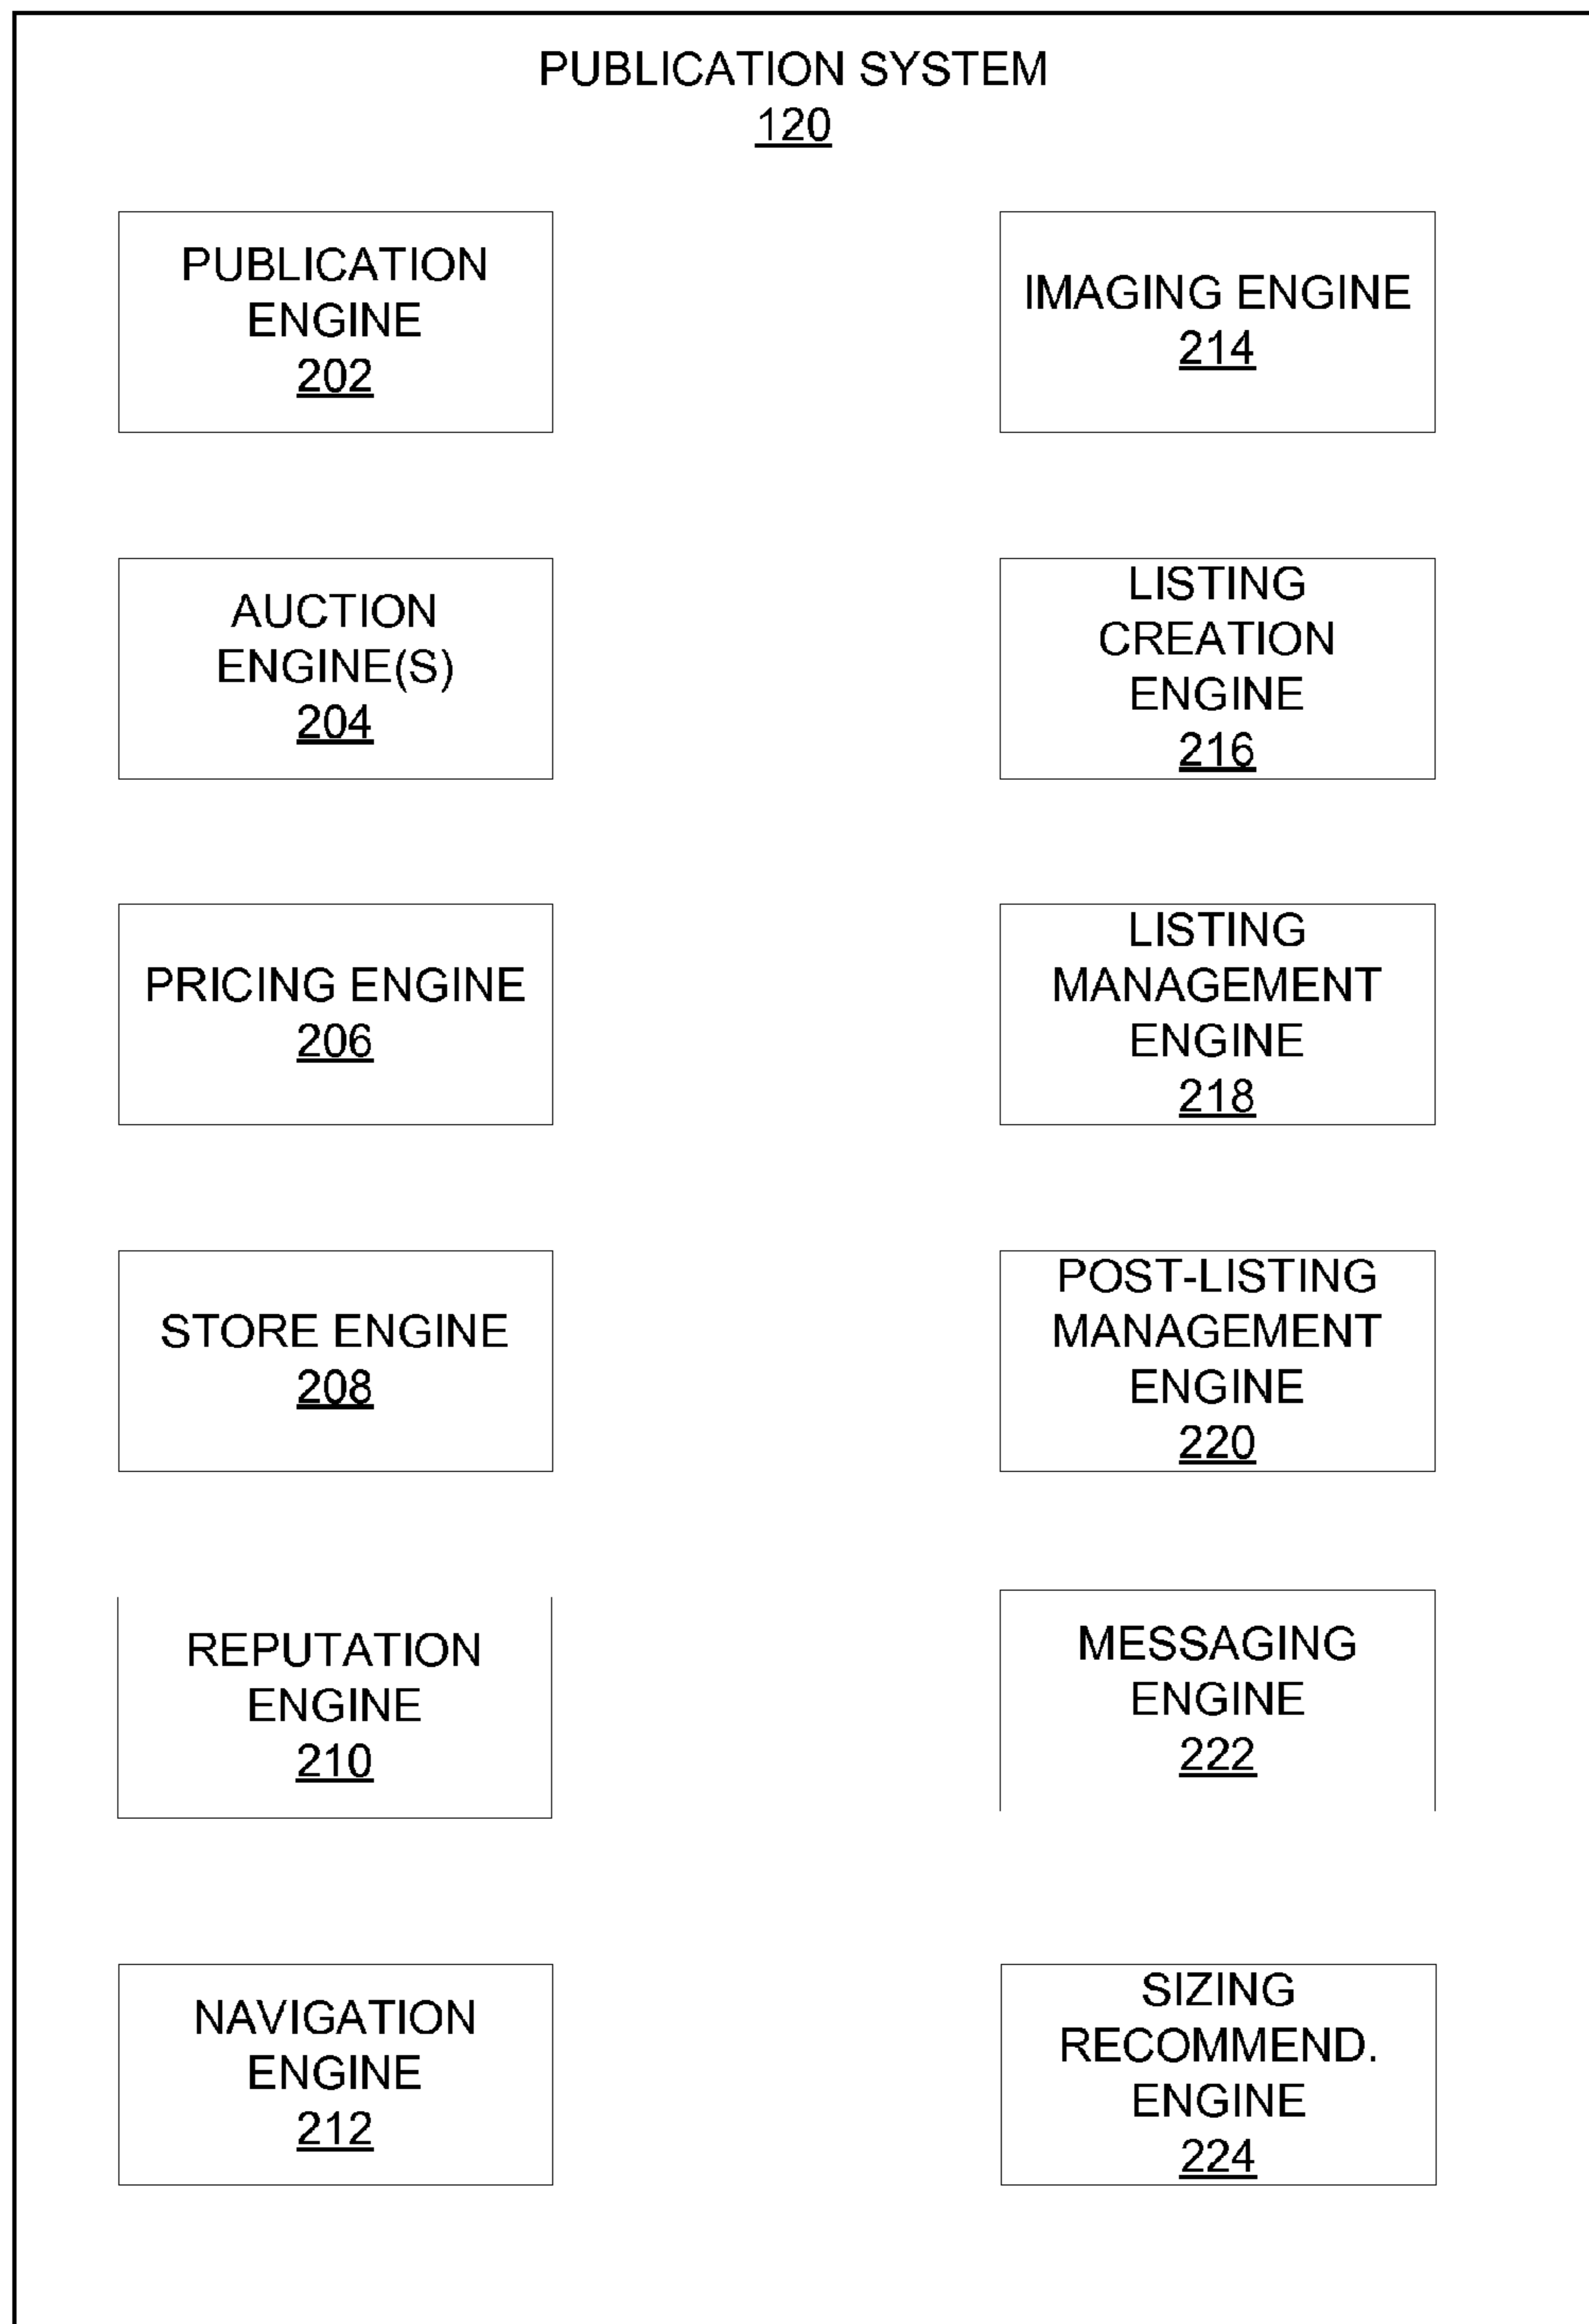 PUBLICATION SYSTEM
120
PUBLICATION
ENGINE
202
AUCTION
ENGINE(S)
204
PRICING ENGINE
206
STORE ENGINE
208
REPUTATION
ENGINE
210
NAVIGATION
ENGINE
212
IMAGING ENGINE
214
LISTING
CREATION
ENGINE
216
LISTING
MANAGEMENT
ENGINE
218
POST-LISTING
MANAGEMENT
ENGINE
220
MESSAGING
ENGINE
222
SIZING
RECOMMEND.
ENGINE
224